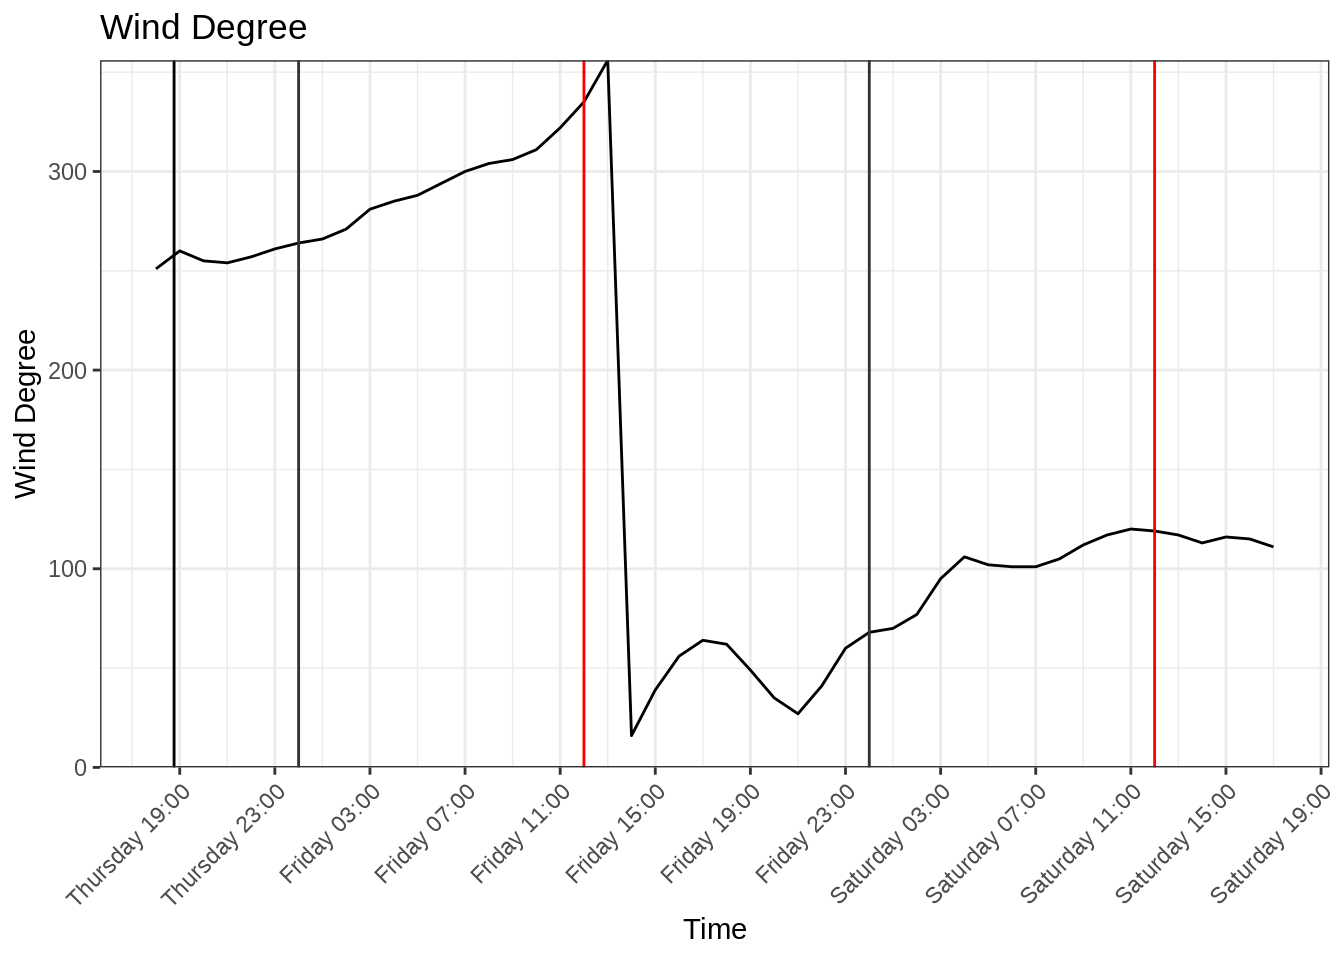 Wind Degree
Wind Degree
300
200
100
0
Thursday 19:00
Thursday 23:00
Friday 03:00
Friday 07:00
Friday 11:00
Friday 15:00
Friday 19:00
Friday 23:00
Saturday 03:00
Saturday 07:00
Saturday 11:00
Saturday 15:00
Saturday 19:00
Time